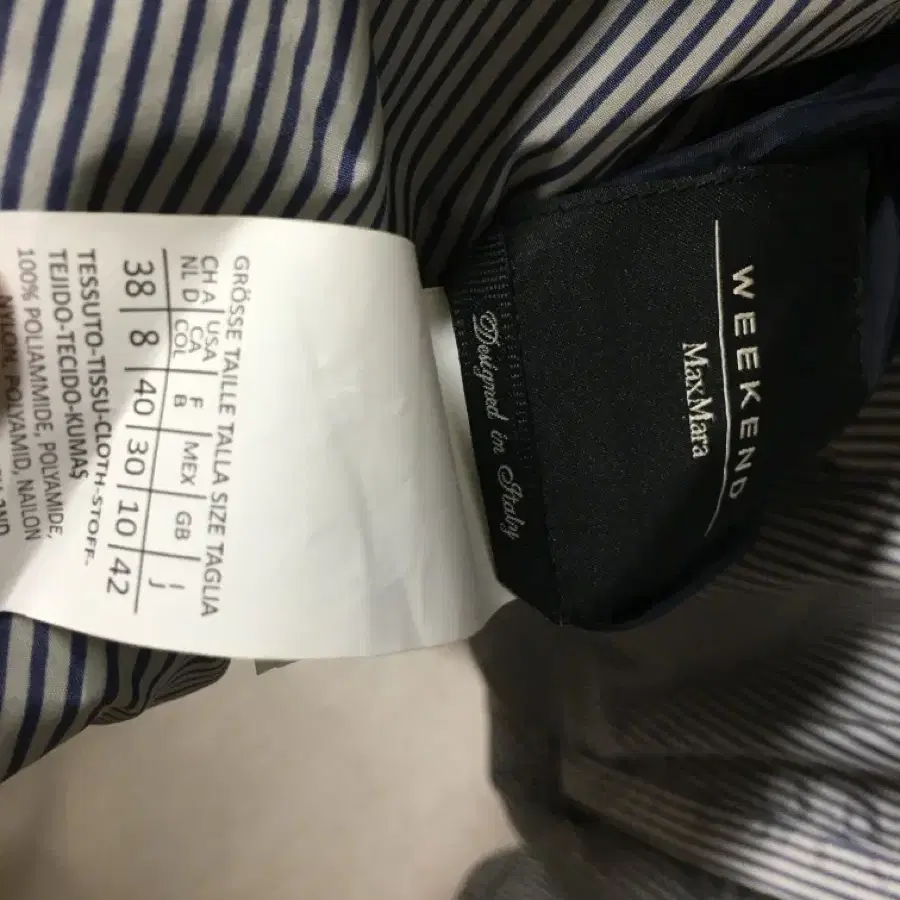 WEEKEND
MaxMara
Designed in Italy
GRÖSSE TAILLE TALLA SIZE TAGLIA
CH A USA F MEX GB I
NL D CA B J
COL
38 8 40 30 10 42
TESSUTO-TISSU-CLOTH-STOFF-
TEJIDO-TECIDO-KUMAŞ
100% POLIAMMIDE, POLYAMIDE,
NYLON, POLYAMID, NAILON